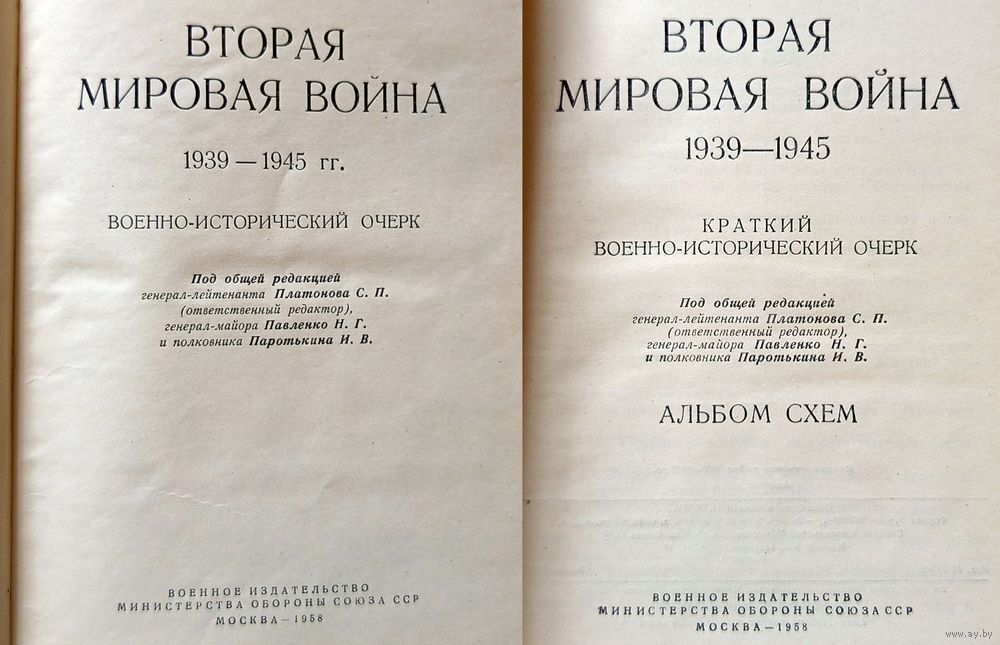 ВТОРАЯ
МИРОВАЯ ВОЙНА
1939 — 1945 гг.
ВОЕННО-ИСТОРИЧЕСКИЙ ОЧЕРК
Под общей редакцией
генерал-лейтенанта Платонова С. П.
(ответственный редактор),
генерал-майора Павленко Н. Г.
и полковника Паротькина И. В.
ВОЕННОЕ ИЗДАТЕЛЬСТВО
МИНИСТЕРСТВА ОБОРОНЫ СОЮЗА ССР
МОСКВА — 1958
ВТОРАЯ
МИРОВАЯ ВОЙНА
1939—1945
КРАТКИЙ
ВОЕННО-ИСТОРИЧЕСКИЙ ОЧЕРК
Под общей редакцией
генерал-лейтенанта Платонова С. П.
(ответственный редактор),
генерал-майора Павленко Н. Г.
и полковника Паротькина И. В.
АЛЬБОМ СХЕМ
ВОЕННОЕ ИЗДАТЕЛЬСТВО
МИНИСТЕРСТВА ОБОРОНЫ СОЮЗА ССР
МОСКВА — 1958
www.ay.by